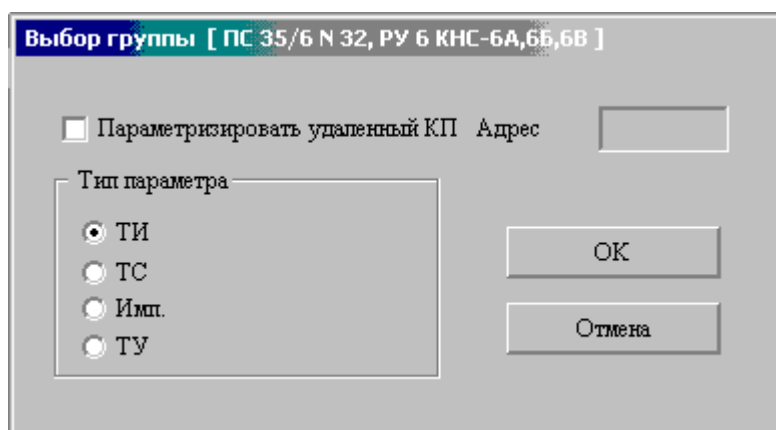 Выбор группы [ ПС 35/6 N 32, РУ 6 КНС-6А,6Б,6В ]
Параметризировать удаленный КП Адрес
Тип параметра
ТИ
ТС
Имп.
ТУ
OK
Отмена